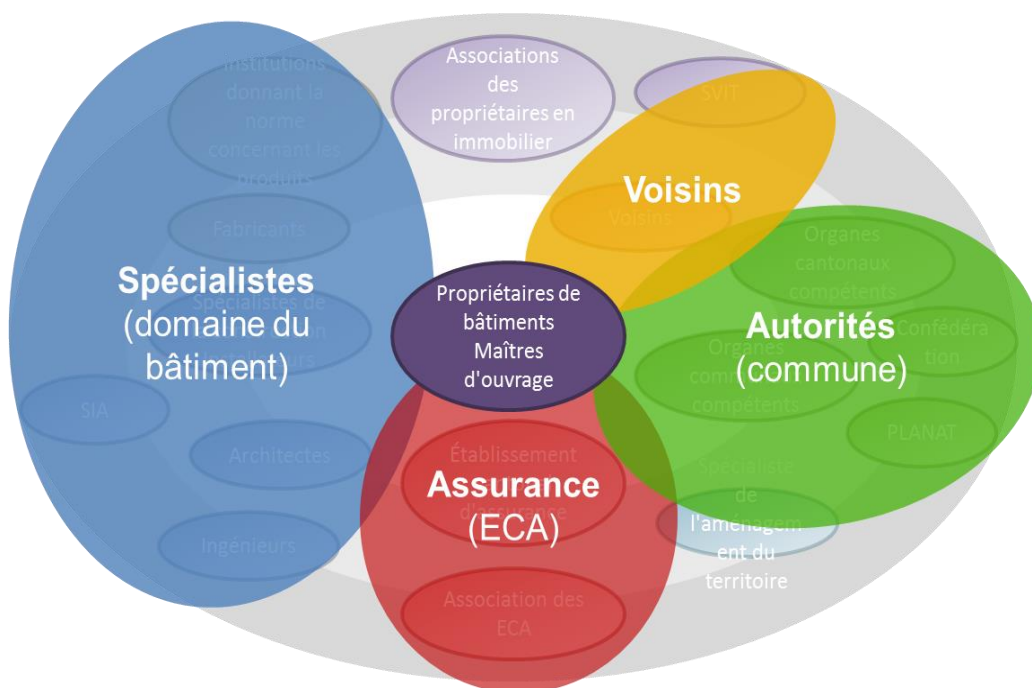 Institutions
donnant la
norme
concernant les
produits
Associations
des
propriétaires en
immobilier
SVIT
Voisins
Voisins
Fabricants
Organes
cantonaux
compétents
Spécialistes
(domaine du
bâtiment)
Spécialistes de
Propriétaires de
bâtiments
Maîtres
d'ouvrage
Autorités
(commune)
Confédéra
tion
Organes
compétents
SIA
PLANAT
Architectes
Établissement
d'assurance
Assurance
(ECA)
Spécialiste
de
l'aménagem
ent du
territoire
Ingénieurs
Association des
ECA